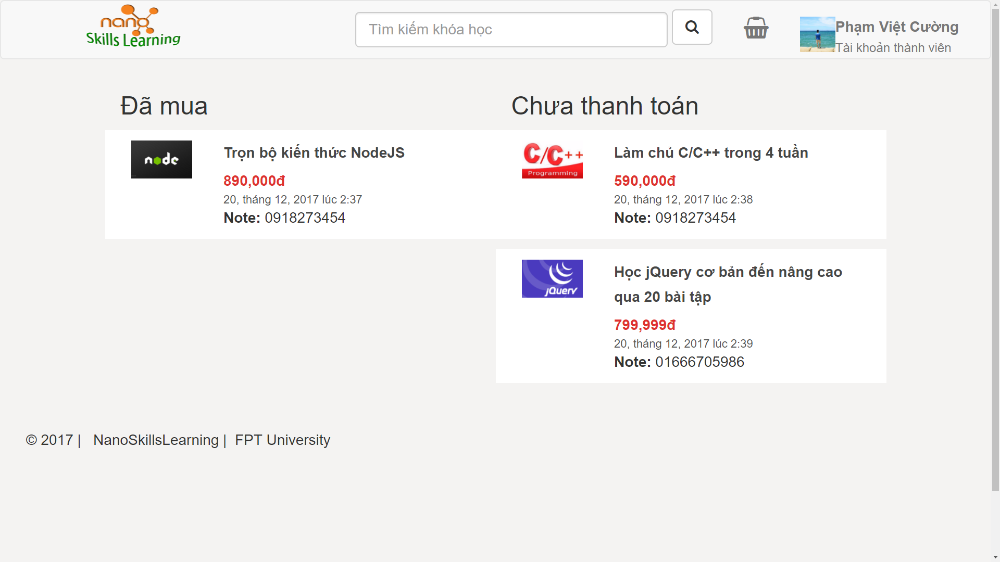 nano
Skills Learning
Tìm kiếm khóa học
Phạm Việt Cường
Tài khoản thành viên
Đã mua
node
Trọn bộ kiến thức NodeJS
890,000đ
20, tháng 12, 2017 lúc 2:37
Note: 0918273454
Chưa thanh toán
C/C++
Programming
Làm chủ C/C++ trong 4 tuần
590,000đ
20, tháng 12, 2017 lúc 2:38
Note: 0918273454
jQuery
Học jQuery cơ bản đến nâng cao
qua 20 bài tập
799,999đ
20, tháng 12, 2017 lúc 2:39
Note: 01666705986
© 2017 | NanoSkillsLearning | FPT University